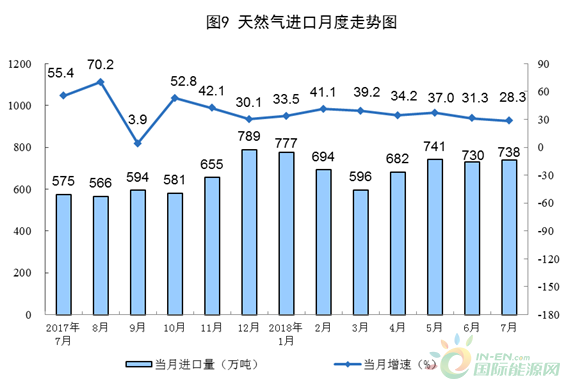 图9 天然气进口月度走势图
1200 1000 800 600 400 200 0
90 60 30 0 -30 -60 -90 -120 -150 -180
55.4 70.2 3.9 52.8 42.1 30.1 33.5 41.1 39.2 34.2 37.0 31.3 28.3
575 566 594 581 655 789 777 694 596 682 741 730 738
2017年 8月 9月 10月 11月 12月 2018年 2月 3月 4月 5月 6月 7月
7月 1月
当月进口量（万吨） 当月增速（%）
IN-EN.com
国际能源网